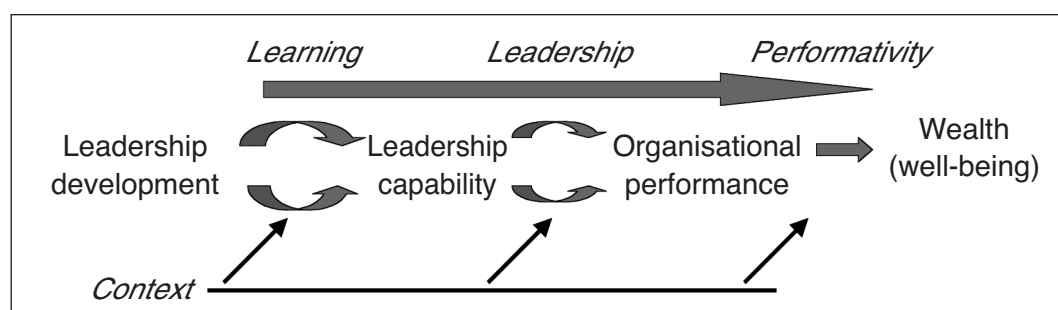 Learning Leadership Performativity
Leadership development
Leadership capability
Organisational performance
Wealth (well-being)
Context